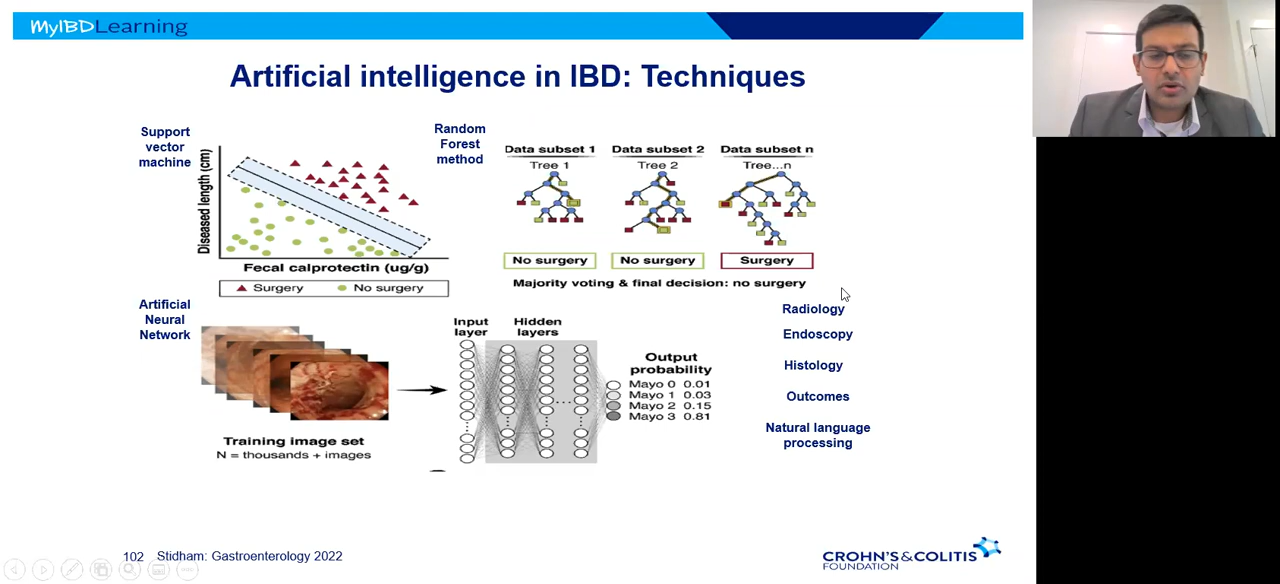 MyIBDLearning
Artificial intelligence in IBD: Techniques
Support
vector
machine
Diseased length (cm)
Fecal calprotectin (ug/g)
Surgery No surgery
Random
Forest
method
Data subset 1 Data subset 2 Data subset n
Tree 1 Tree 2 Tree...n
No surgery No surgery Surgery
Majority voting & final decision: no surgery
Artificial
Neural
Network
Training image set
N = thousands + images
Input
layer
Hidden
layers
Output
probability
Mayo 0 0.01
Mayo 1 0.03
Mayo 2 0.15
Mayo 3 0.81
Radiology
Endoscopy
Histology
Outcomes
Natural language
processing
102 Stidham: Gastroenterology 2022
CROHN'S & COLITIS
FOUNDATION